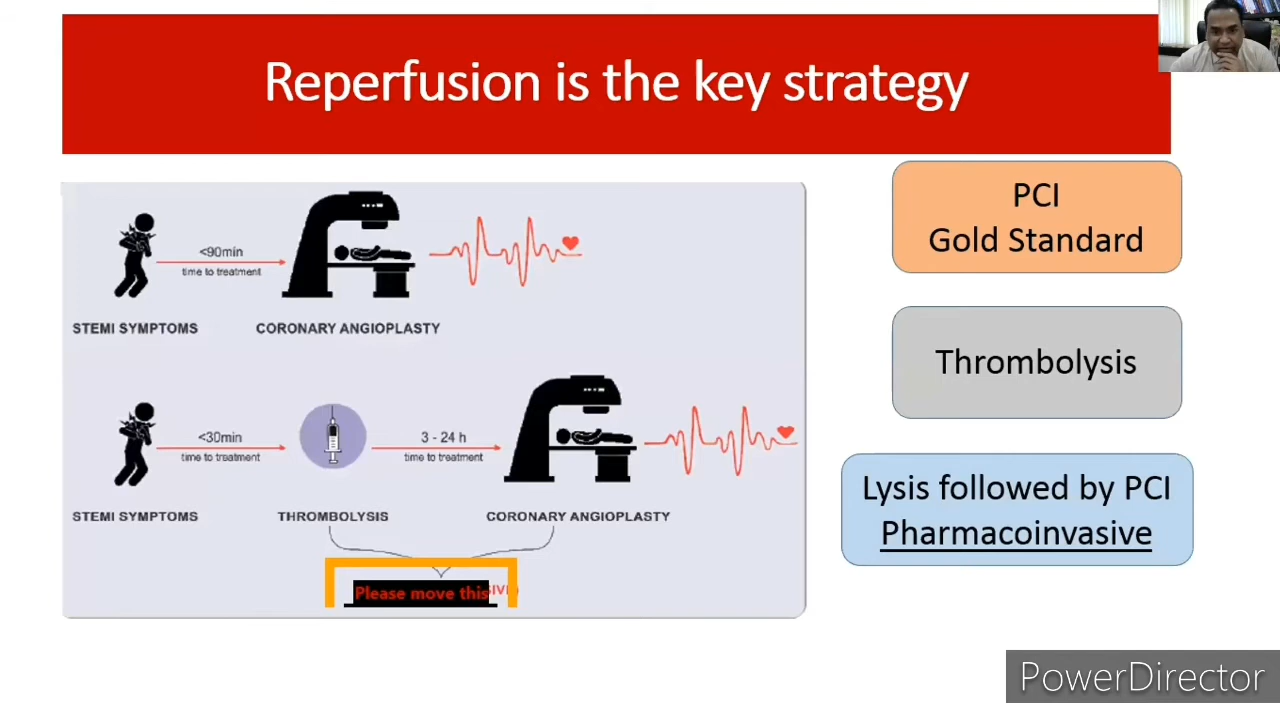 Reperfusion is the key strategy
PCI
Gold Standard
<90min
time to treatment
STEMI SYMPTOMS
CORONARY ANGIOPLASTY
Thrombolysis
<30min
time to treatment
3 - 24 h
time to treatment
STEMI SYMPTOMS
THROMBOLYSIS
CORONARY ANGIOPLASTY
Lysis followed by PCI
Pharmacoinvasive
Please move this
PowerDirector